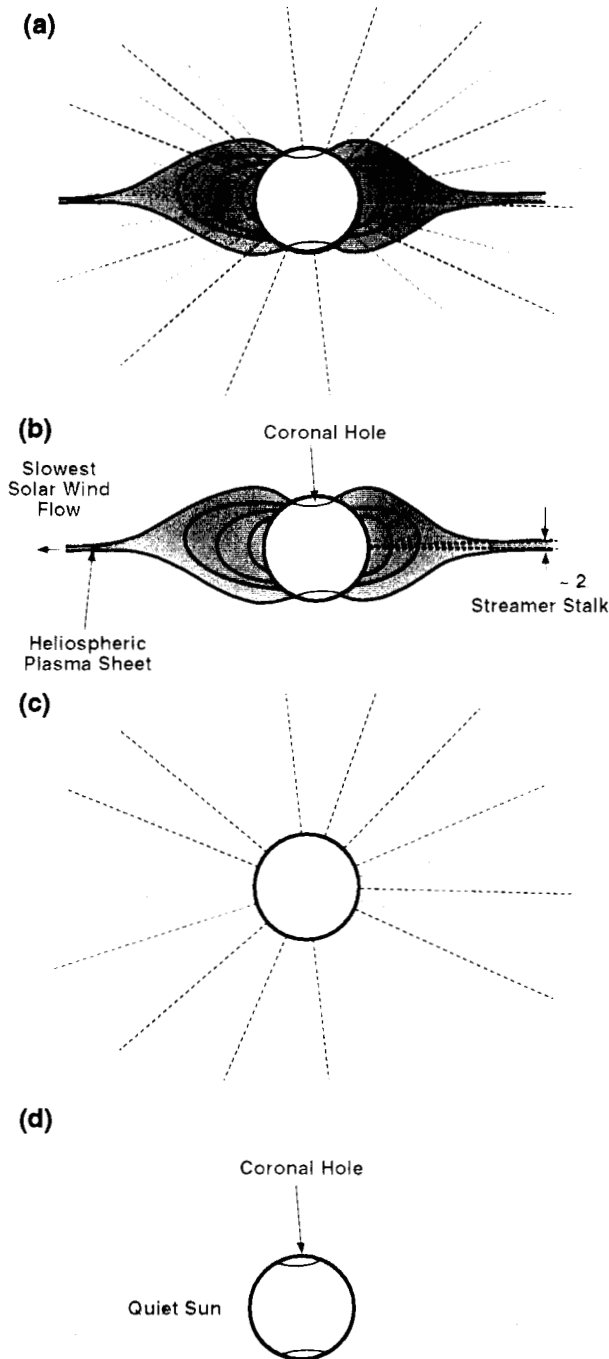 (a)
(b)
Coronal Hole
Slowest
Solar Wind
Flow
~ 2
Streamer Stalk
Heliospheric
Plasma Sheet
(c)
(d)
Coronal Hole
Quiet Sun